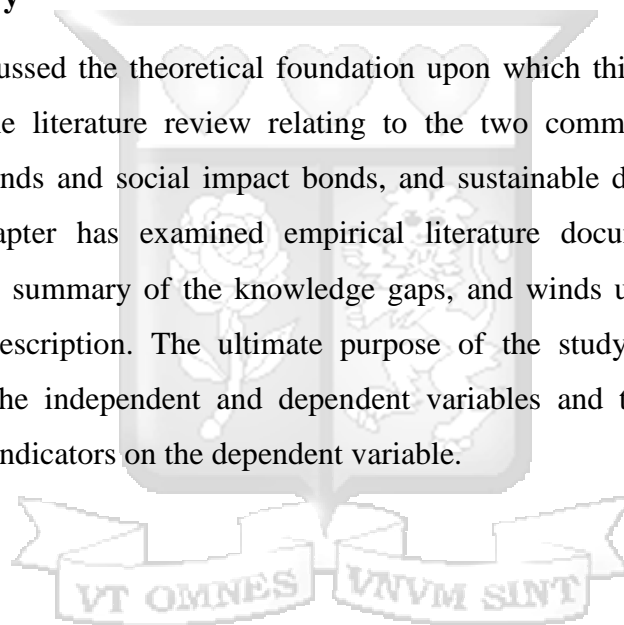 y
ussed the theoretical foundation upon which thi
e literature review relating to the two comm
nds and social impact bonds, and sustainable d
apter has examined empirical literature docu
summary of the knowledge gaps, and winds u
escription. The ultimate purpose of the study
he independent and dependent variables and t
ndicators on the dependent variable.
VT OMNES VNVM SINT